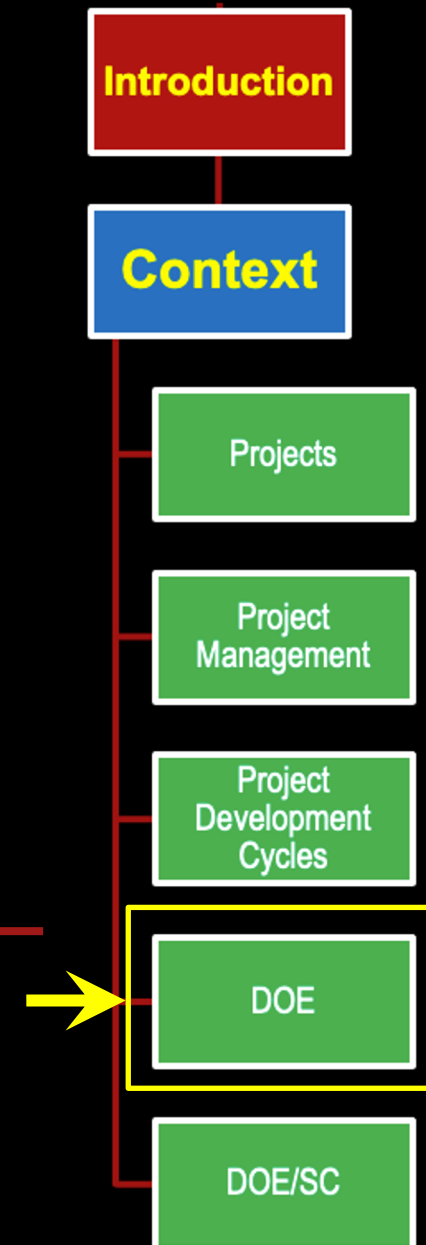 Introduction
Context
Projects
Project
Management
Project
Development
Cycles
DOE
DOE/SC